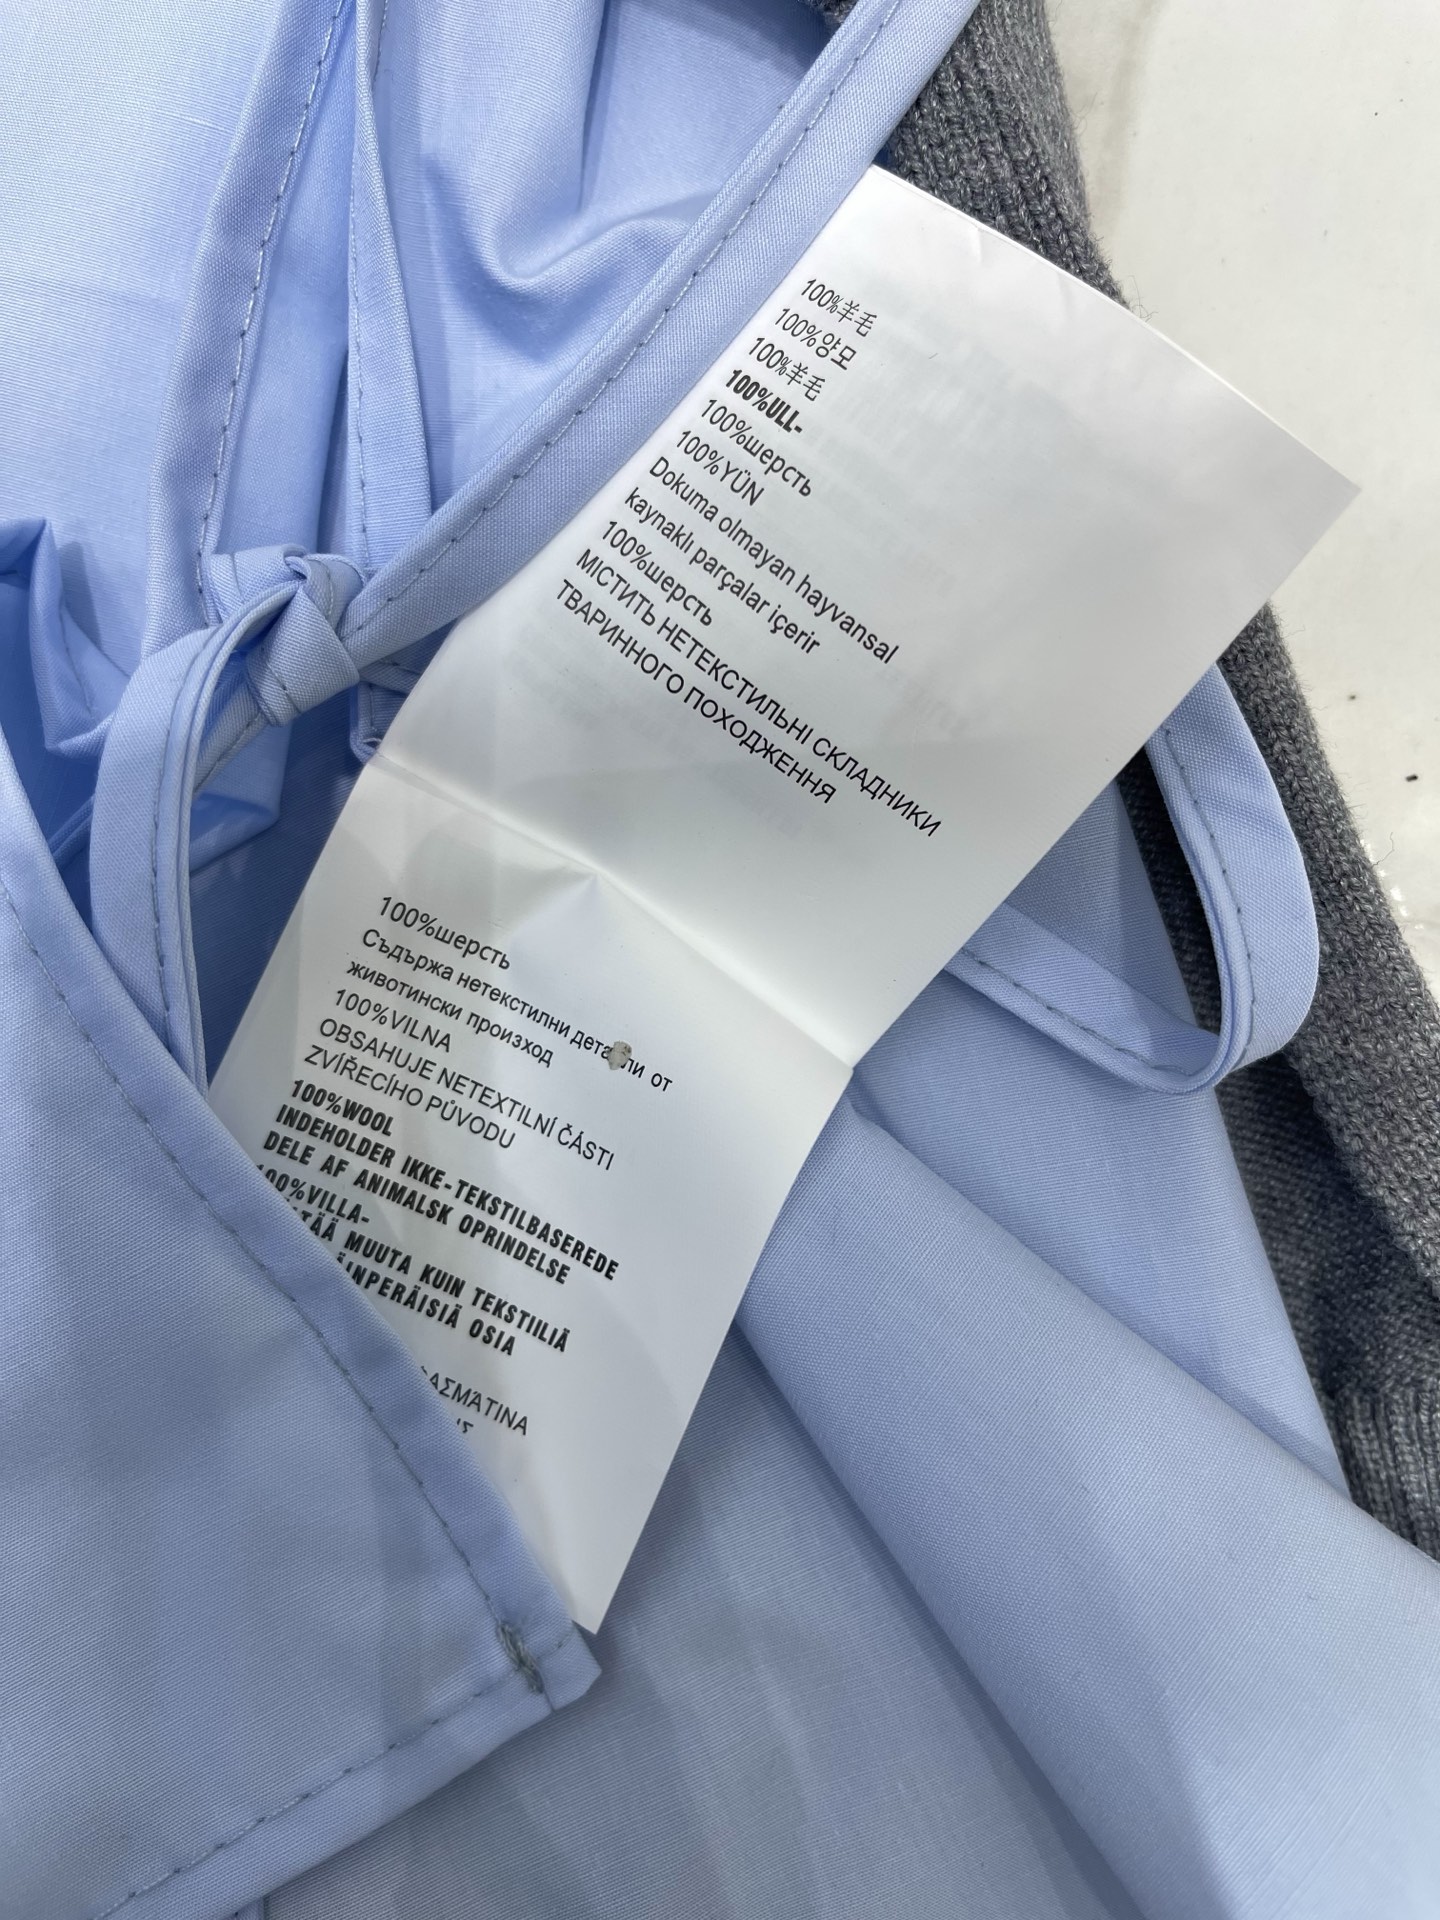 100%羊毛
100%양모
100%羊毛
100%ULL-
100%шерсть
100%YÜN
Dokuma olmayan hayvansal
kaynaklı parçalar içerir
100%шерсть
МІСТИТЬ НЕТЕКСТИЛЬНІ СКЛАДНИКИ
ТВАРИННОГО ПОХОДЖЕННЯ
100%шерсть
Съдържа нетекстилни детайли от
животински произход
100%VILNA
OBSAHUJE NETEXTILNÍ ČÁSTI
ZVÍŘECÍHO PŮVODU
100%WOOL
INDEHOLDER IKKE-TEKSTILBASEREDE
DELE AF ANIMALSK OPRINDELSE
100%VILLA-
MUUTA KUIN TEKSTIILIÄ
OSIA